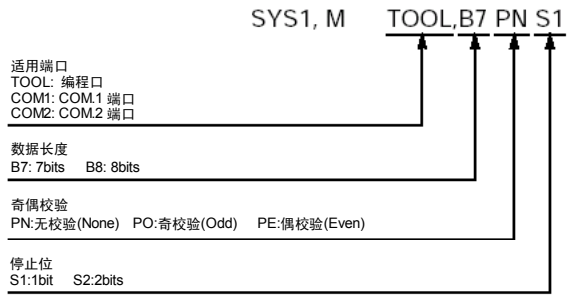 SYS1, M TOOL,B7 PN S1
适用端口
TOOL: 编程口
COM1: COM.1 端口
COM2: COM.2 端口
数据长度
B7: 7bits B8: 8bits
奇偶校验
PN:无校验(None) PO:奇校验(Odd) PE:偶校验(Even)
停止位
S1:1bit S2:2bits